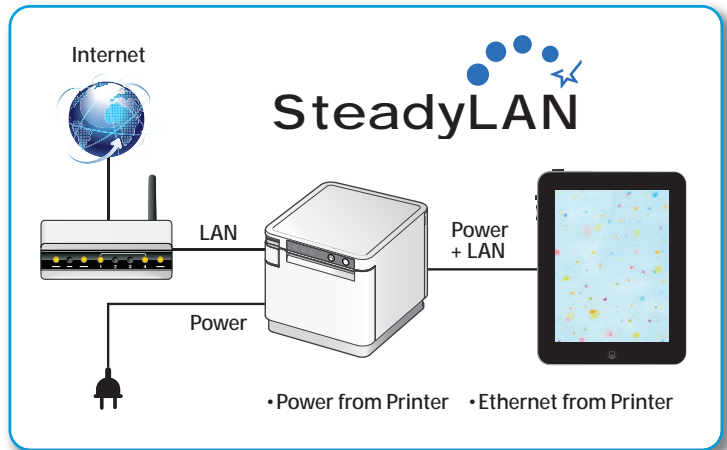 Internet
SteadyLAN
LAN
Power
+ LAN
Power
•Power from Printer •Ethernet from Printer